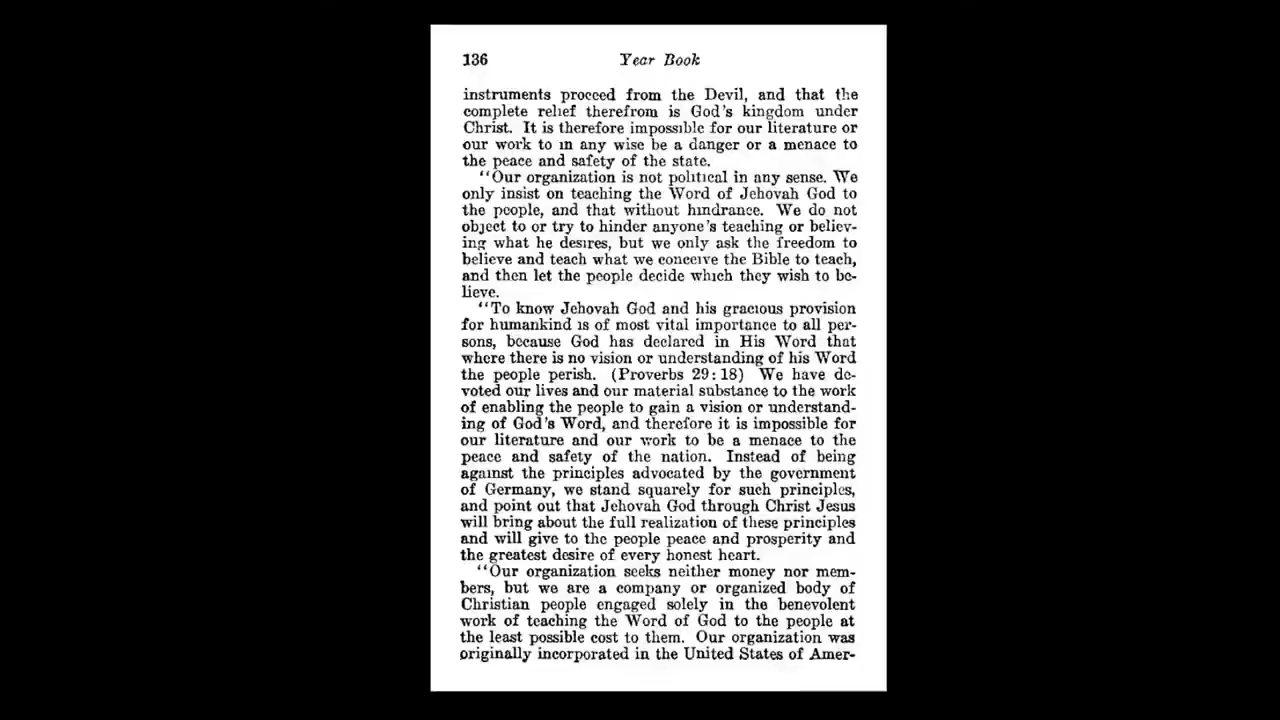 136 Year Book
instruments proceed from the Devil, and that the
complete relief therefrom is God's kingdom under
Christ. It is therefore impossible for our literature or
our work to in any wise be a danger or a menace to
the peace and safety of the state.
"Our organization is not political in any sense. We
only insist on teaching the Word of Jehovah God to
the people, and that without hindrance. We do not
object to or try to hinder anyone's teaching or believ-
ing what he desires, but we only ask the freedom to
believe and teach what we conceive the Bible to teach,
and then let the people decide which they wish to be-
lieve.
"To know Jehovah God and his gracious provision
for humankind is of most vital importance to all per-
sons, because God has declared in His Word that
where there is no vision or understanding of his Word
the people perish. (Proverbs 29:18) We have de-
voted our lives and our material substance to the work
of enabling the people to gain a vision or understand-
ing of God's Word, and therefore it is impossible for
our literature and our work to be a menace to the
peace and safety of the nation. Instead of being
against the principles advocated by the government
of Germany, we stand squarely for such principles,
and point out that Jehovah God through Christ Jesus
will bring about the full realization of these principles
and will give to the people peace and prosperity and
the greatest desire of every honest heart.
"Our organization seeks neither money nor mem-
bers, but we are a company or organized body of
Christian people engaged solely in the benevolent
work of teaching the Word of God to the people at
the least possible cost to them. Our organization was
originally incorporated in the United States of Amer-